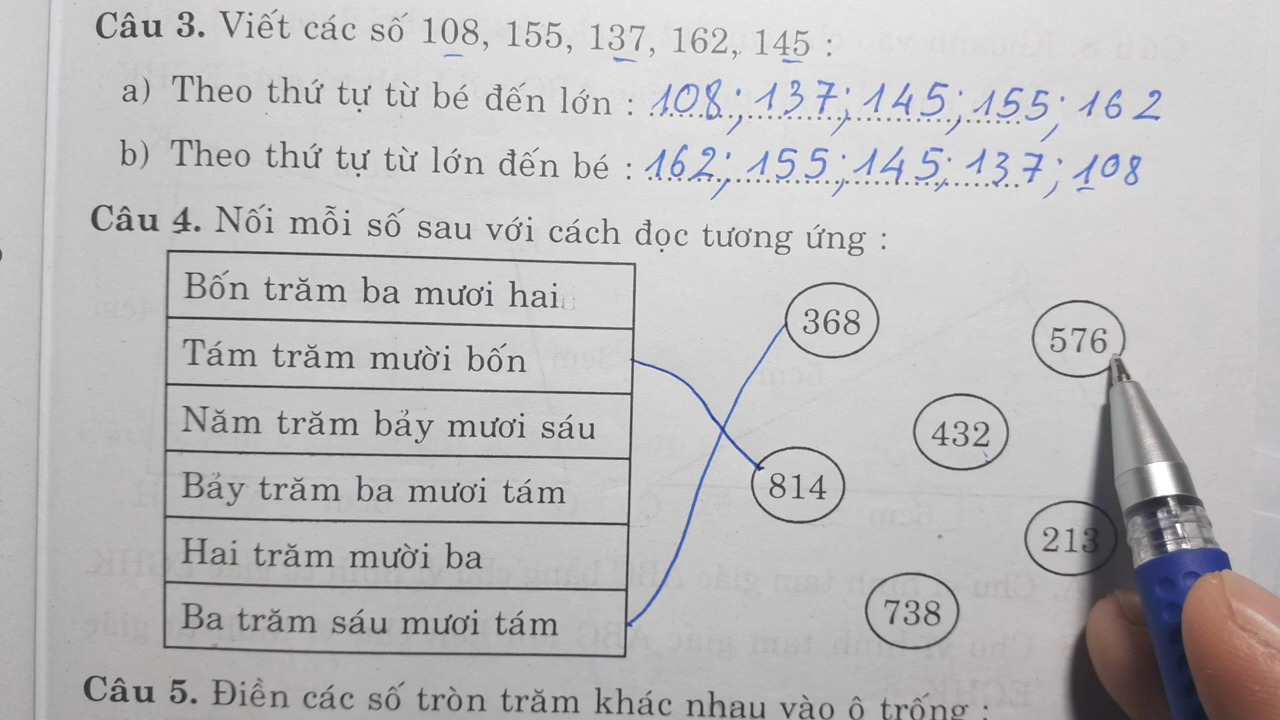 Câu 3. Viết các số 108, 155, 137, 162, 145 :
a) Theo thứ tự từ bé đến lớn : 108; 137; 145; 155; 162
b) Theo thứ tự từ lớn đến bé : 162; 155; 145; 137; 108
Câu 4. Nối mỗi số sau với cách đọc tương ứng :
Bốn trăm ba mươi hai
Tám trăm mười bốn
Năm trăm bảy mươi sáu
Bảy trăm ba mươi tám
Hai trăm mười ba
Ba trăm sáu mươi tám
368
576
432
814
213
738
Câu 5. Điền các số tròn trăm khác nhau vào ô trống :